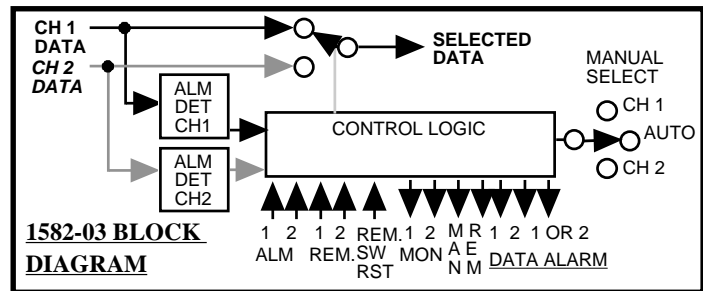 CH 1
DATA
CH 2
DATA
SELECTED
DATA
MANUAL
SELECT
CH 1
AUTO
CH 2
ALM
DET
CH1
ALM
DET
CH2
CONTROL LOGIC
1 2
ALM
1 2
REM.
REM.
SW
RST
1 2
MON
MAN
REM
1 2 1 OR 2
DATA ALARM
1582-03 BLOCK
DIAGRAM